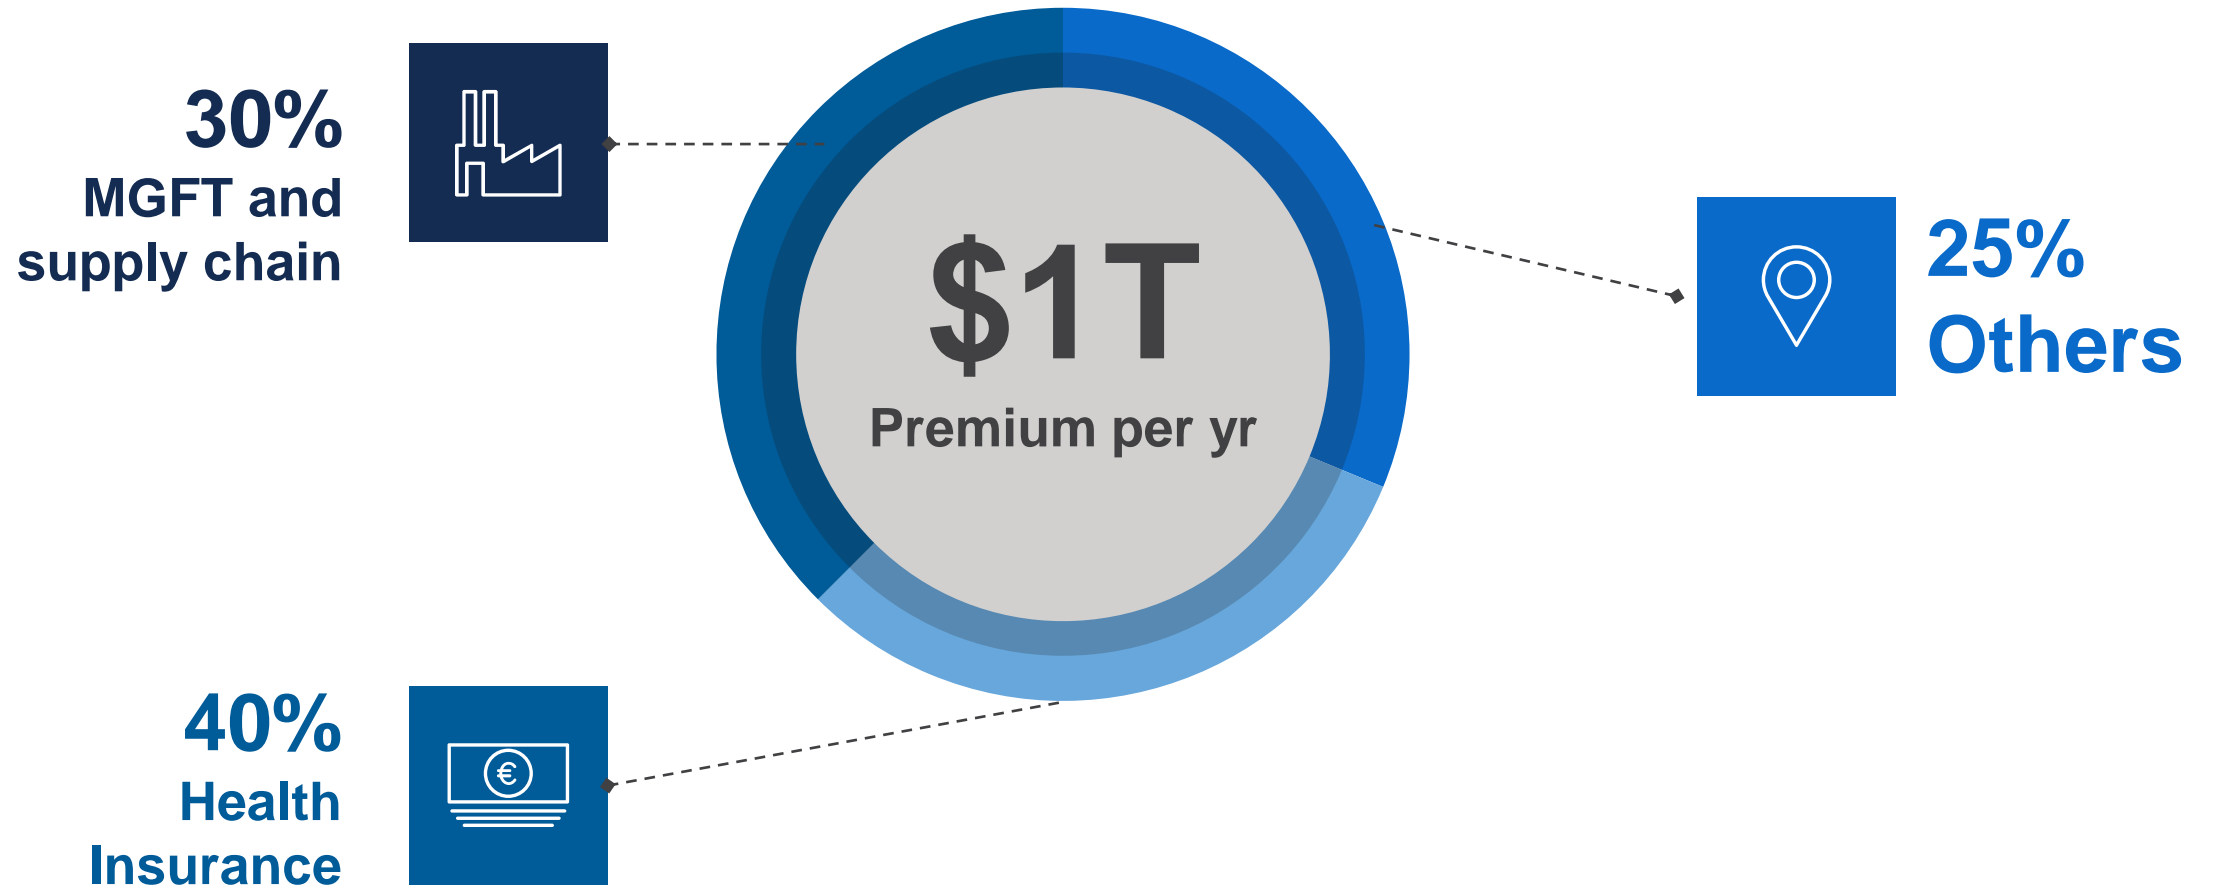 30%
MGFT and
supply chain
$1T
Premium per yr
25%
Others
40%
Health
Insurance
€